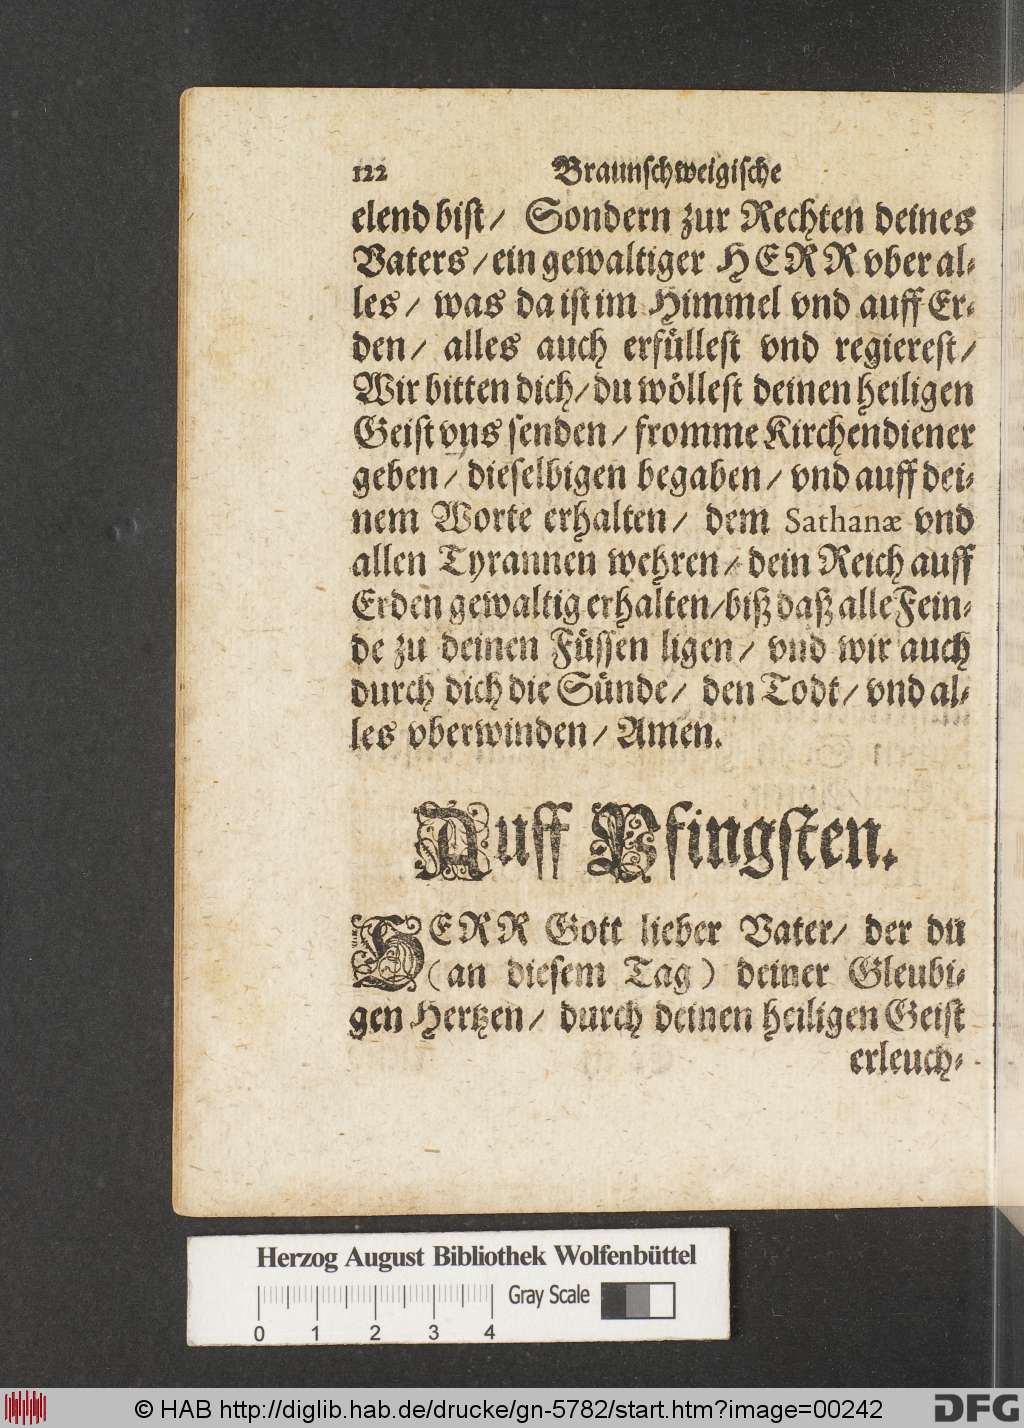 122 Braunschweigische
elend bist/ Sondern zur Rechten deines
Vaters/ ein gewaltiger HERR vber al-
les/ was da ist im Himmel vnd auff Er-
den/ alles auch erfüllest vnd regierest/
Wir bitten dich/ du wöllest deinen heiligen
Geist vns senden/ fromme Kirchendiener
geben/ dieselbigen begaben/ vnd auff dei-
nem Worte erhalten/ dem Sathanæ vnd
allen Tyrannen wehren/ dein Reich auff
Erden gewaltig erhalten/ biß daß alle Fein-
de zu deinen Füssen ligen/ vnd wir auch
durch dich die Sünde/ den Todt/ vnd al-
les vberwinden/ Amen.
Auff Pfingsten.
HERR Gott lieber Vater/ der du
(an diesem Tag) deiner Gleubi-
gen Hertzen/ durch deinen heiligen Geist
erleuch-
Herzog August Bibliothek Wolfenbüttel
Gray Scale
0 1 2 3 4
© HAB http://diglib.hab.de/drucke/gn-5782/start.htm?image=00242
DFG